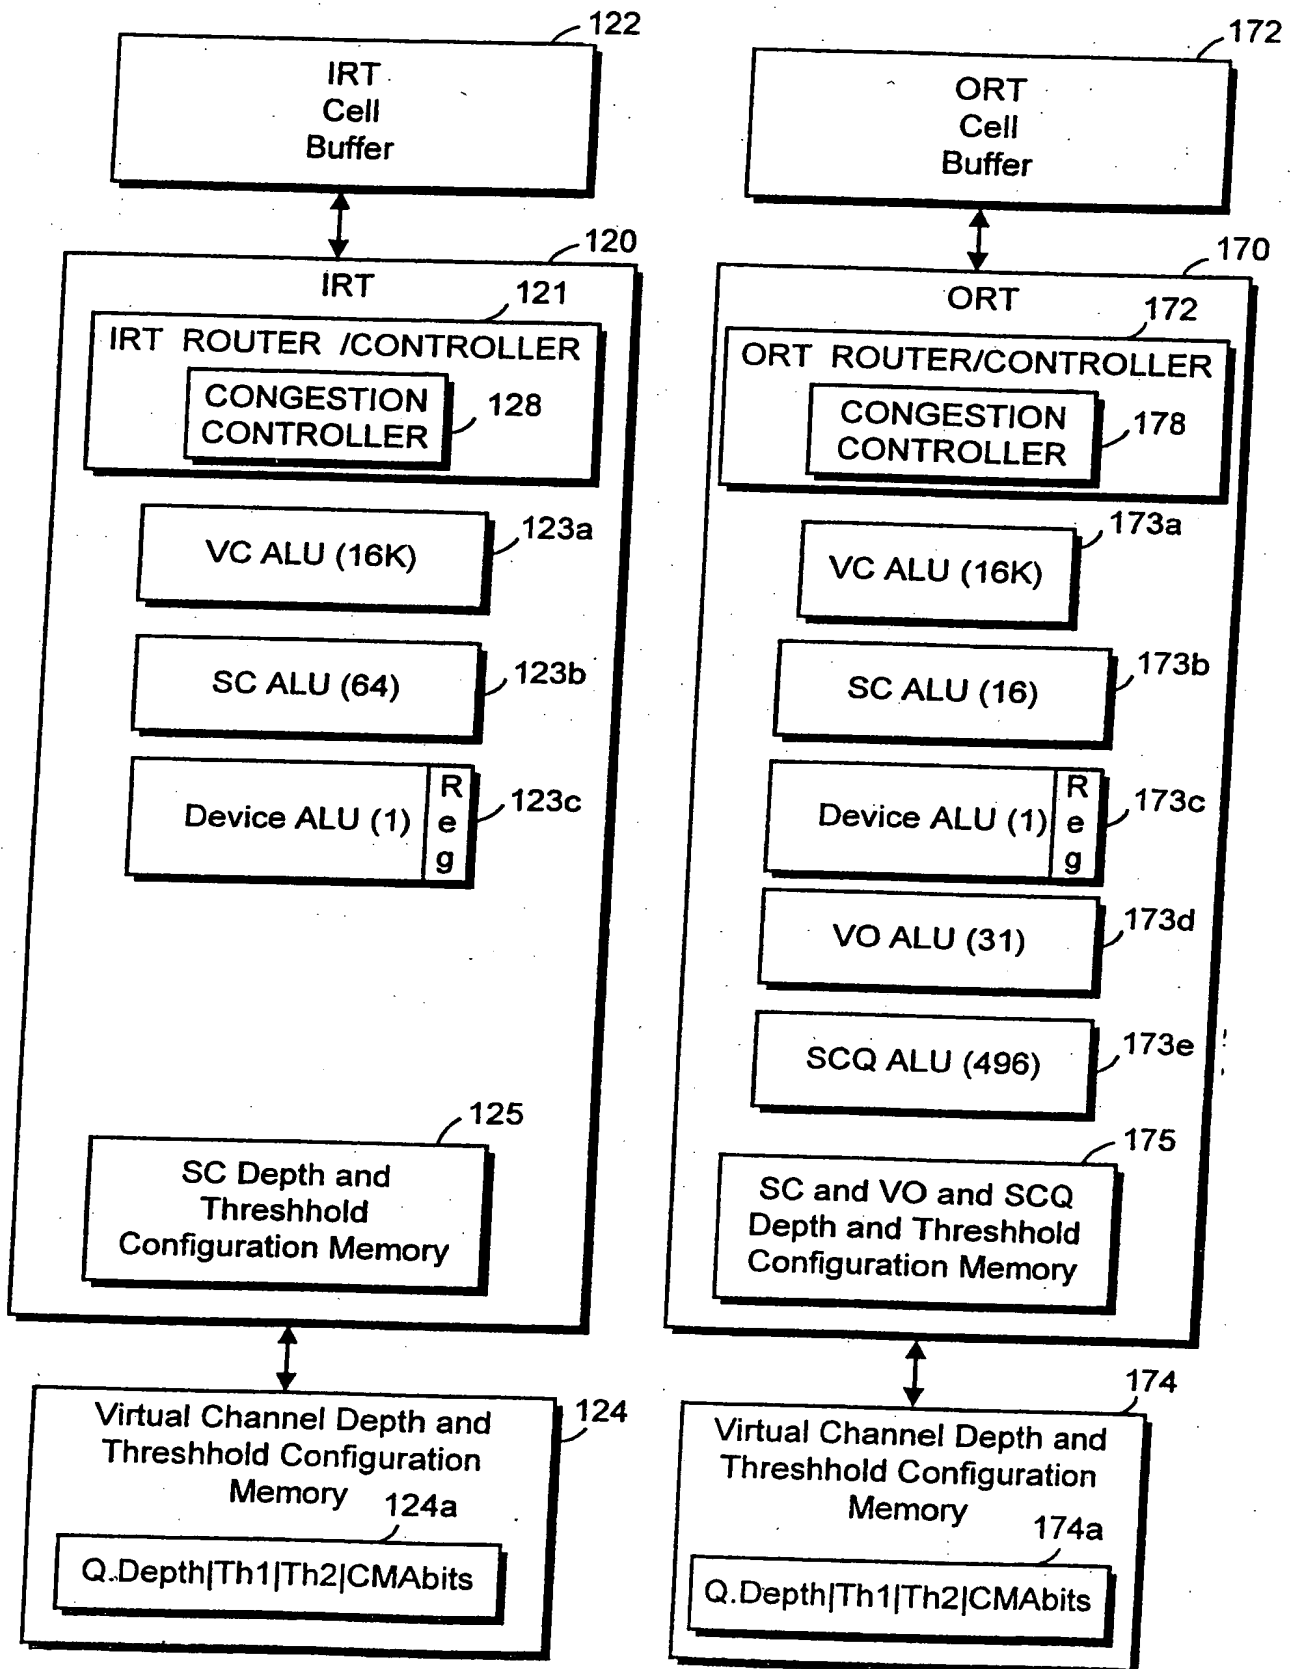 122
IRT
Cell
Buffer
120
IRT
121
IRT ROUTER /CONTROLLER
CONGESTION
CONTROLLER
128
VC ALU (16K)
123a
SC ALU (64)
123b
Device ALU (1)
R
e
g
123c
125
SC Depth and
Threshhold
Configuration Memory
Virtual Channel Depth and
Threshhold Configuration
Memory
124
124a
Q.Depth|Th1|Th2|CMAbits
172
ORT
Cell
Buffer
170
ORT
172
ORT ROUTER/CONTROLLER
CONGESTION
CONTROLLER
178
173a
VC ALU (16K)
SC ALU (16)
173b
Device ALU (1)
R
e
g
173c
VO ALU (31)
173d
SCQ ALU (496)
173e
175
SC and VO and SCQ
Depth and Threshhold
Configuration Memory
174
Virtual Channel Depth and
Threshhold Configuration
Memory
174a
Q.Depth|Th1|Th2|CMAbits